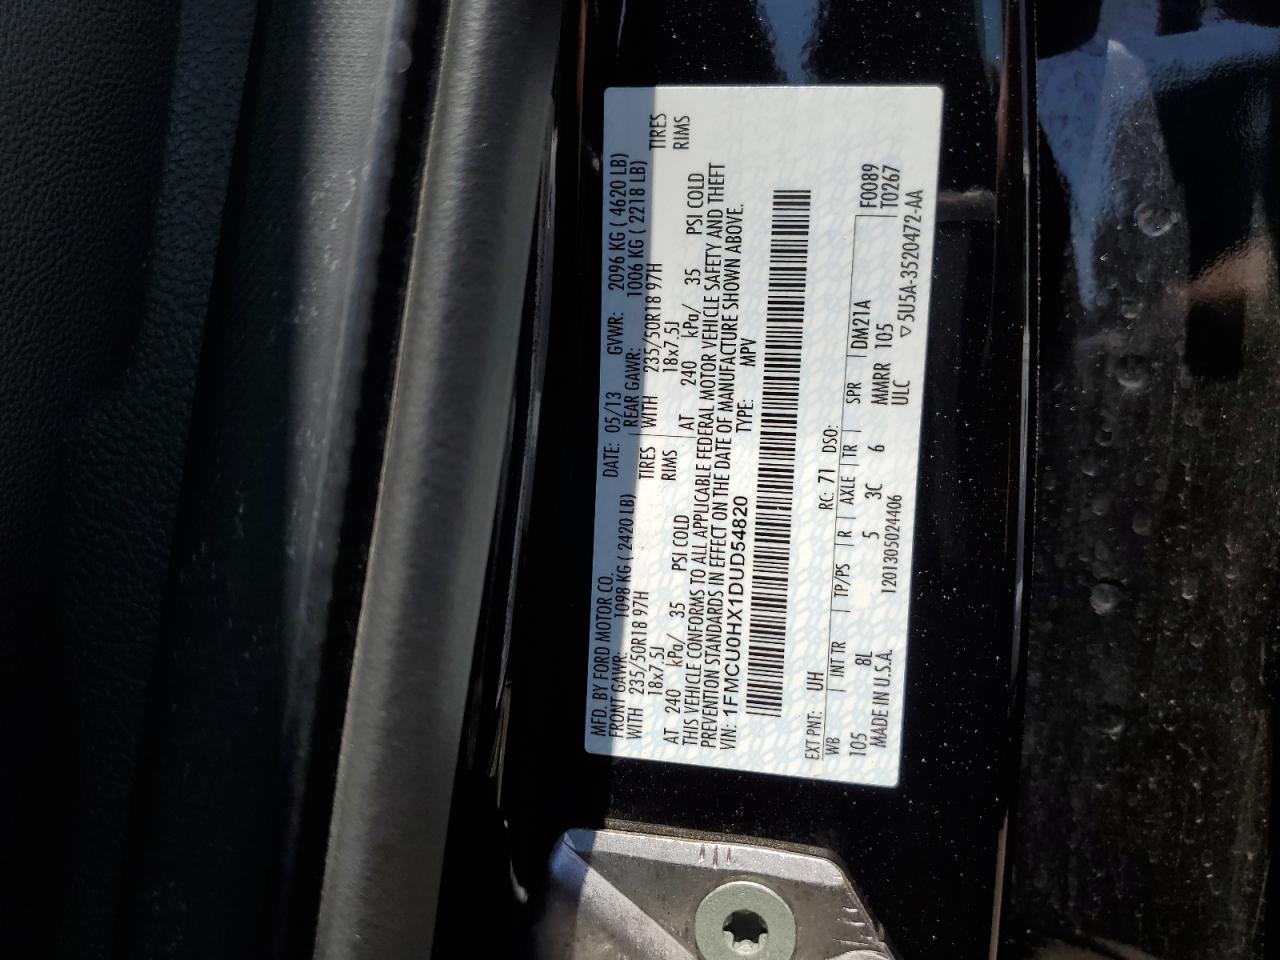 MFD. BY FORD MOTOR CO. DATE: 05/13 GVWR: 2096 KG ( 4620 LB)
FRONT GAWR: 1098 KG ( 2420 LB) REAR GAWR: 1006 KG ( 2218 LB)
WITH 235/50R18 97H TIRES WITH 235/50R18 97H TIRES
18x7.5J RIMS 18x7.5J RIMS
AT 240 kPa/ 35 PSI COLD AT 240 kPa/ 35 PSI COLD
THIS VEHICLE CONFORMS TO ALL APPLICABLE FEDERAL MOTOR VEHICLE SAFETY AND THEFT
PREVENTION STANDARDS IN EFFECT ON THE DATE OF MANUFACTURE SHOWN ABOVE.
VIN: 1FMCU0HX1DUD54820 TYPE: MPV
EXT PNT: UH RC: 71 DSO:
WB INT TR TP/PS R AXLE TR SPR DM21A F0089
105 8L 5 3C 6 MMRR 105 T0267
MADE IN U.S.A. 1201305024406 ULC ▽5U5A-3520472-AA